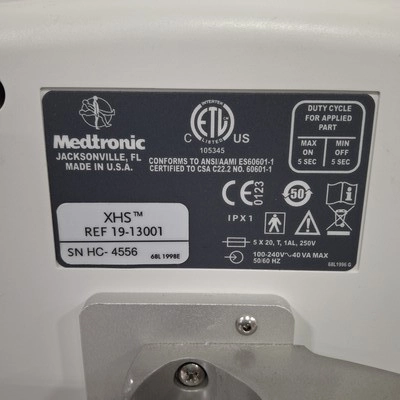 Medtronic
JACKSONVILLE, FL
MADE IN U.S.A.
XHS™
REF 19-13001
SN HC- 4556
68L1998E
INTERTEK
ETL
LISTED
C US
105345
CONFORMS TO ANSI/AAMI ES60601-1
CERTIFIED TO CSA C22.2 NO. 60601-1
DUTY CYCLE
FOR APPLIED
PART
MAX
ON
5 SEC
MIN
OFF
5 SEC
CE
0123
50
IPX1
5 X 20, T, 1AL, 250V
100-240V~ 40 VA MAX
50/60 HZ